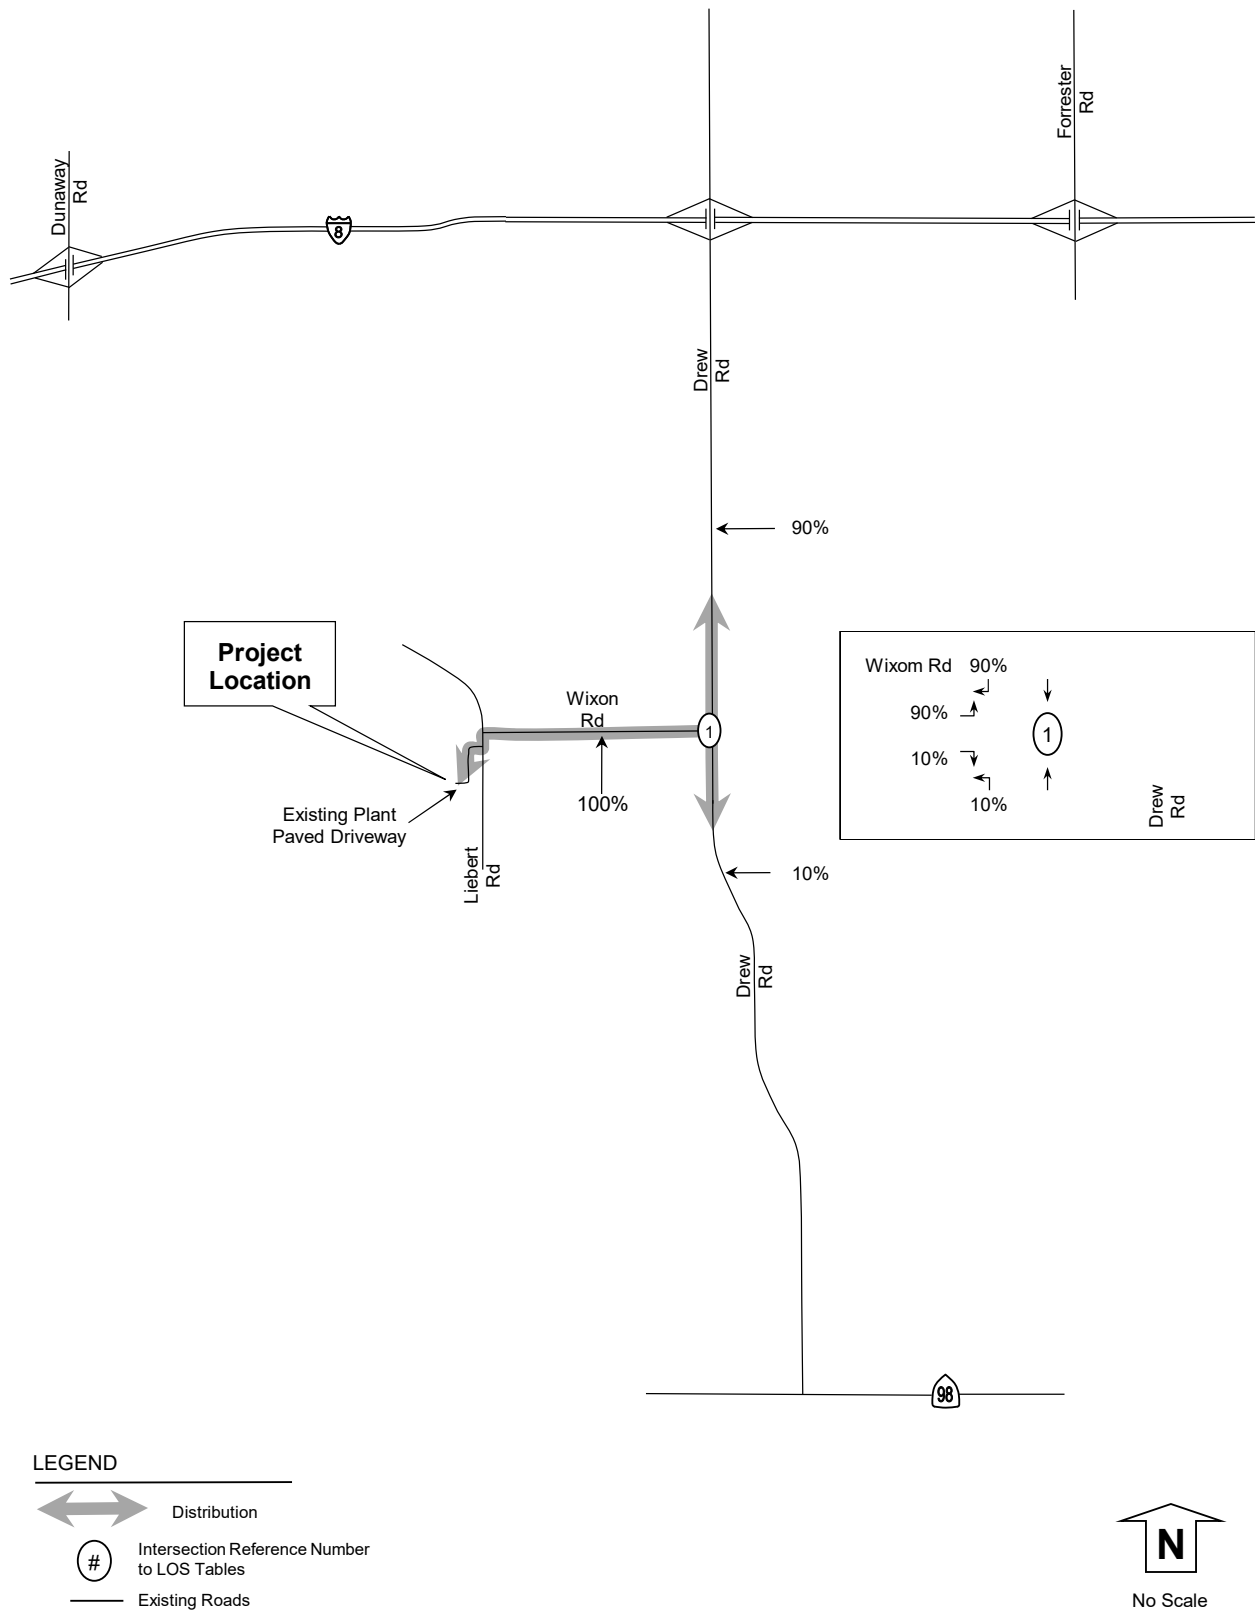 Forrester
Rd
Dunaway
Rd
8
Drew
Rd
90%
Project
Location
Wixon
Rd
1
100%
Existing Plant
Paved Driveway
Liebert
Rd
10%
Wixom Rd 90%
90%
1
10%
10%
Drew
Rd
Drew
Rd
98
LEGEND
Distribution
# Intersection Reference Number
to LOS Tables
Existing Roads
N
No Scale